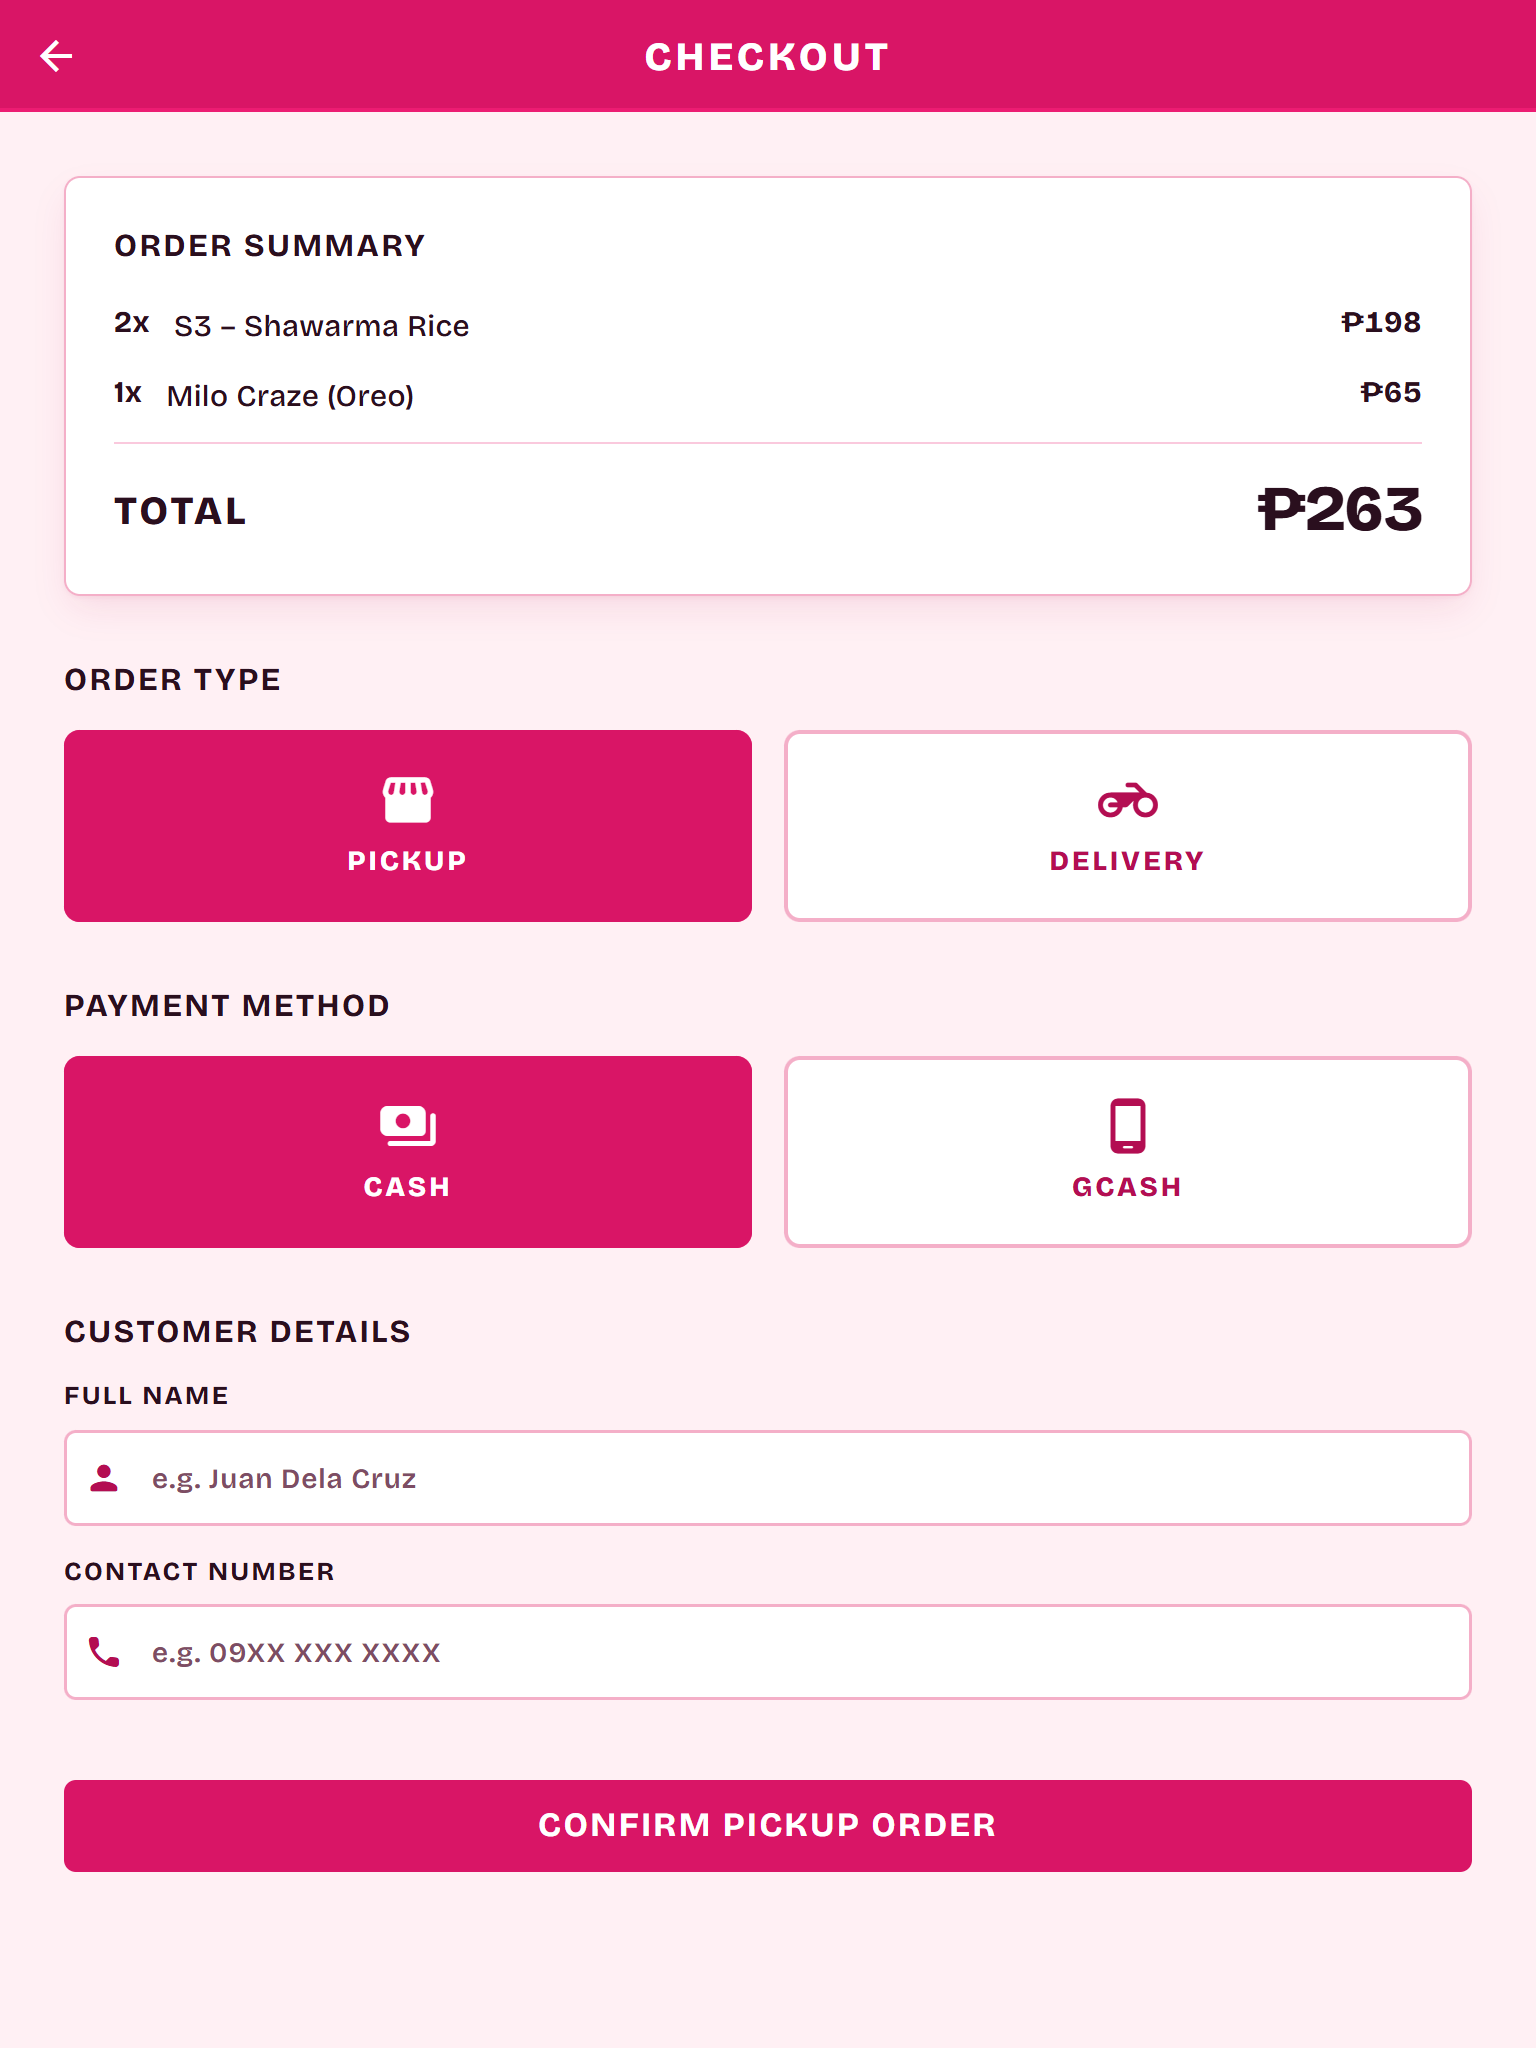 CHECKOUT
ORDER SUMMARY
2x S3 – Shawarma Rice ₱198
1x Milo Craze (Oreo) ₱65
TOTAL ₱263
ORDER TYPE
PICKUP DELIVERY
PAYMENT METHOD
CASH GCASH
CUSTOMER DETAILS
FULL NAME
e.g. Juan Dela Cruz
CONTACT NUMBER
e.g. 09XX XXX XXXX
CONFIRM PICKUP ORDER